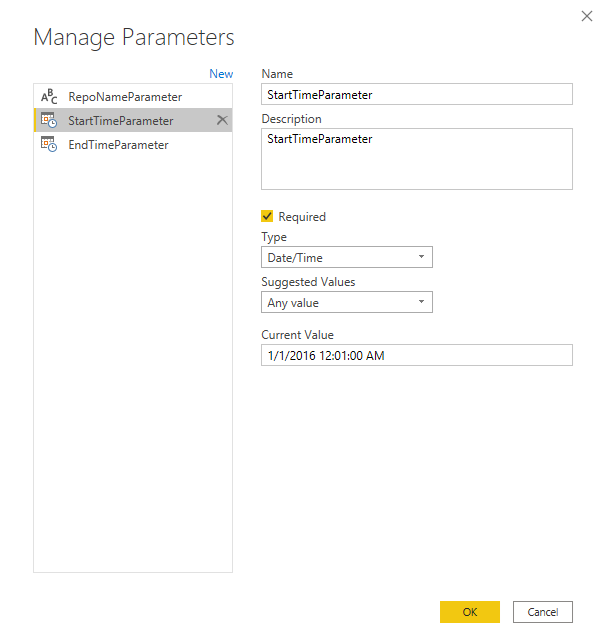 Manage Parameters
New
ABC RepoNameParameter
StartTimeParameter
EndTimeParameter
Name
StartTimeParameter
Description
StartTimeParameter
Required
Type
Date/Time
Suggested Values
Any value
Current Value
1/1/2016 12:01:00 AM
OK
Cancel